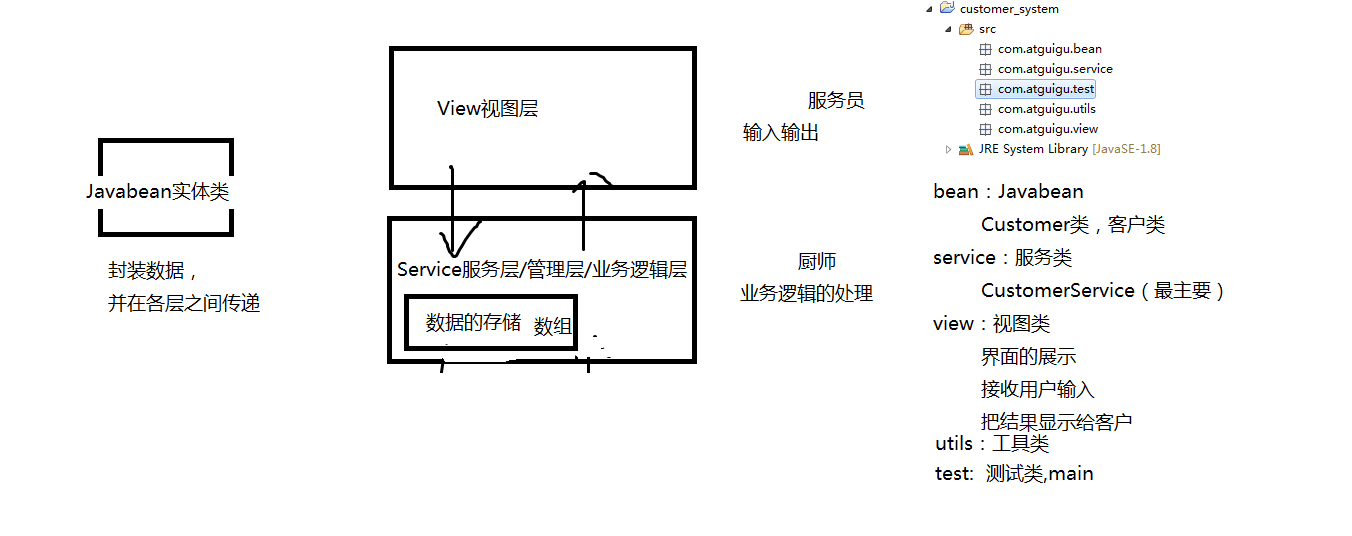 Javabean实体类
封装数据，
并在各层之间传递
View视图层
服务员
输入输出
Service服务层/管理层/业务逻辑层
数据的存储 数组
厨师
业务逻辑的处理
customer_system
src
com.atguigu.bean
com.atguigu.service
com.atguigu.test
com.atguigu.utils
com.atguigu.view
JRE System Library [JavaSE-1.8]
bean：Javabean
Customer类，客户类
service：服务类
CustomerService（最主要）
view：视图类
界面的展示
接收用户输入
把结果显示给客户
utils：工具类
test: 测试类,main